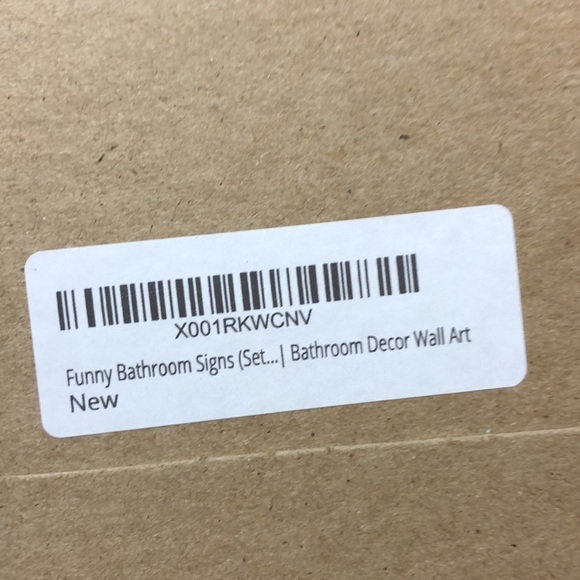 X001RKWCNV
Funny Bathroom Signs (Set...| Bathroom Decor Wall Art
New